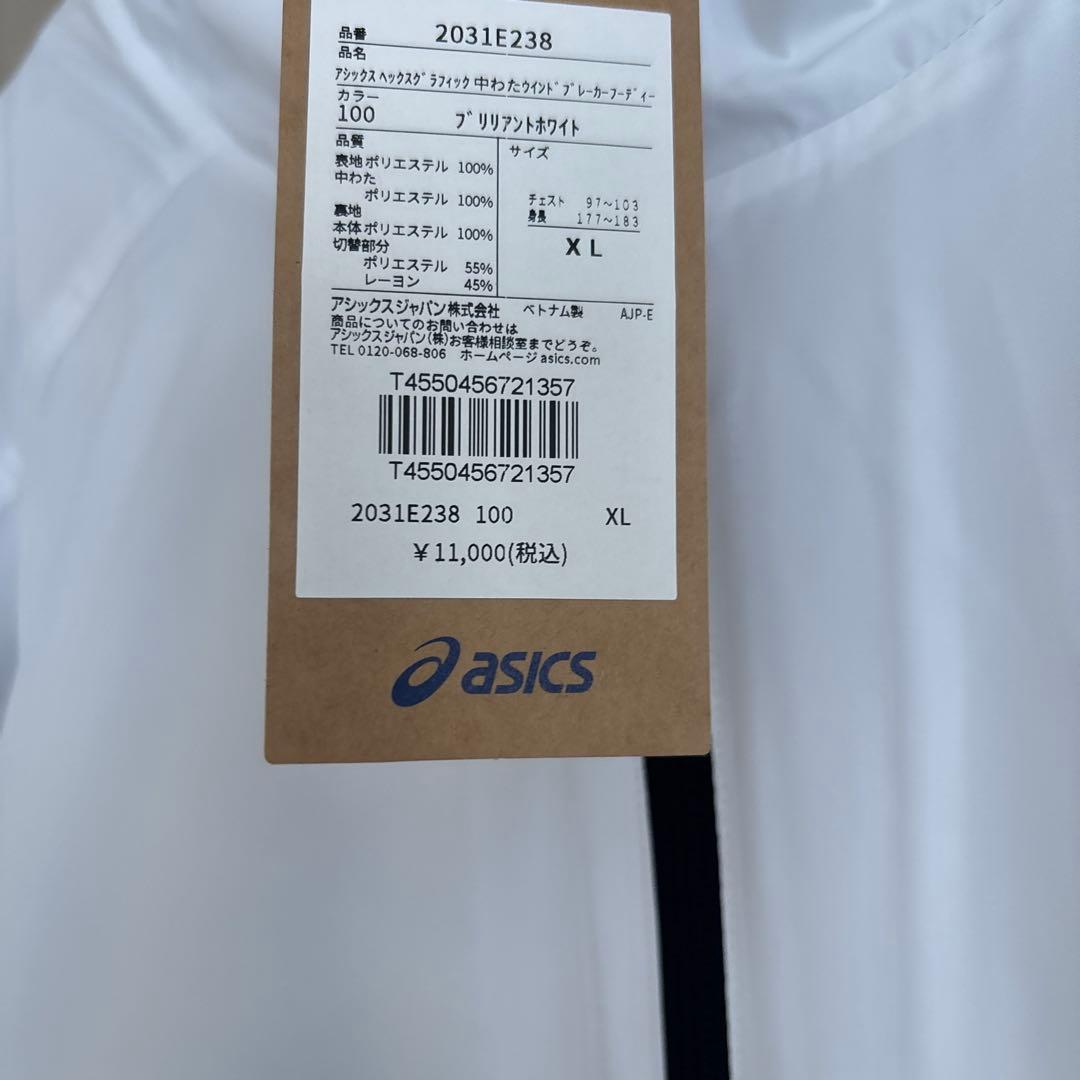 品番 2031E238
品名
アシックス ヘックスグラフィック 中わたウインドブレーカーフーディー
カラー
100 ブリリアントホワイト
品質
表地 ポリエステル 100%
中わた
ポリエステル 100%
裏地
本体 ポリエステル 100%
切替部分
ポリエステル 55%
レーヨン 45%
サイズ
チェスト 97~103
身長 177~183
XL
アシックスジャパン株式会社 ベトナム製 AJP-E
商品についてのお問い合わせは
アシックスジャパン(株)お客様相談室までどうぞ。
TEL 0120-068-806 ホームページ asics.com
T4550456721357
T4550456721357
2031E238 100 XL
¥11,000(税込)
asics